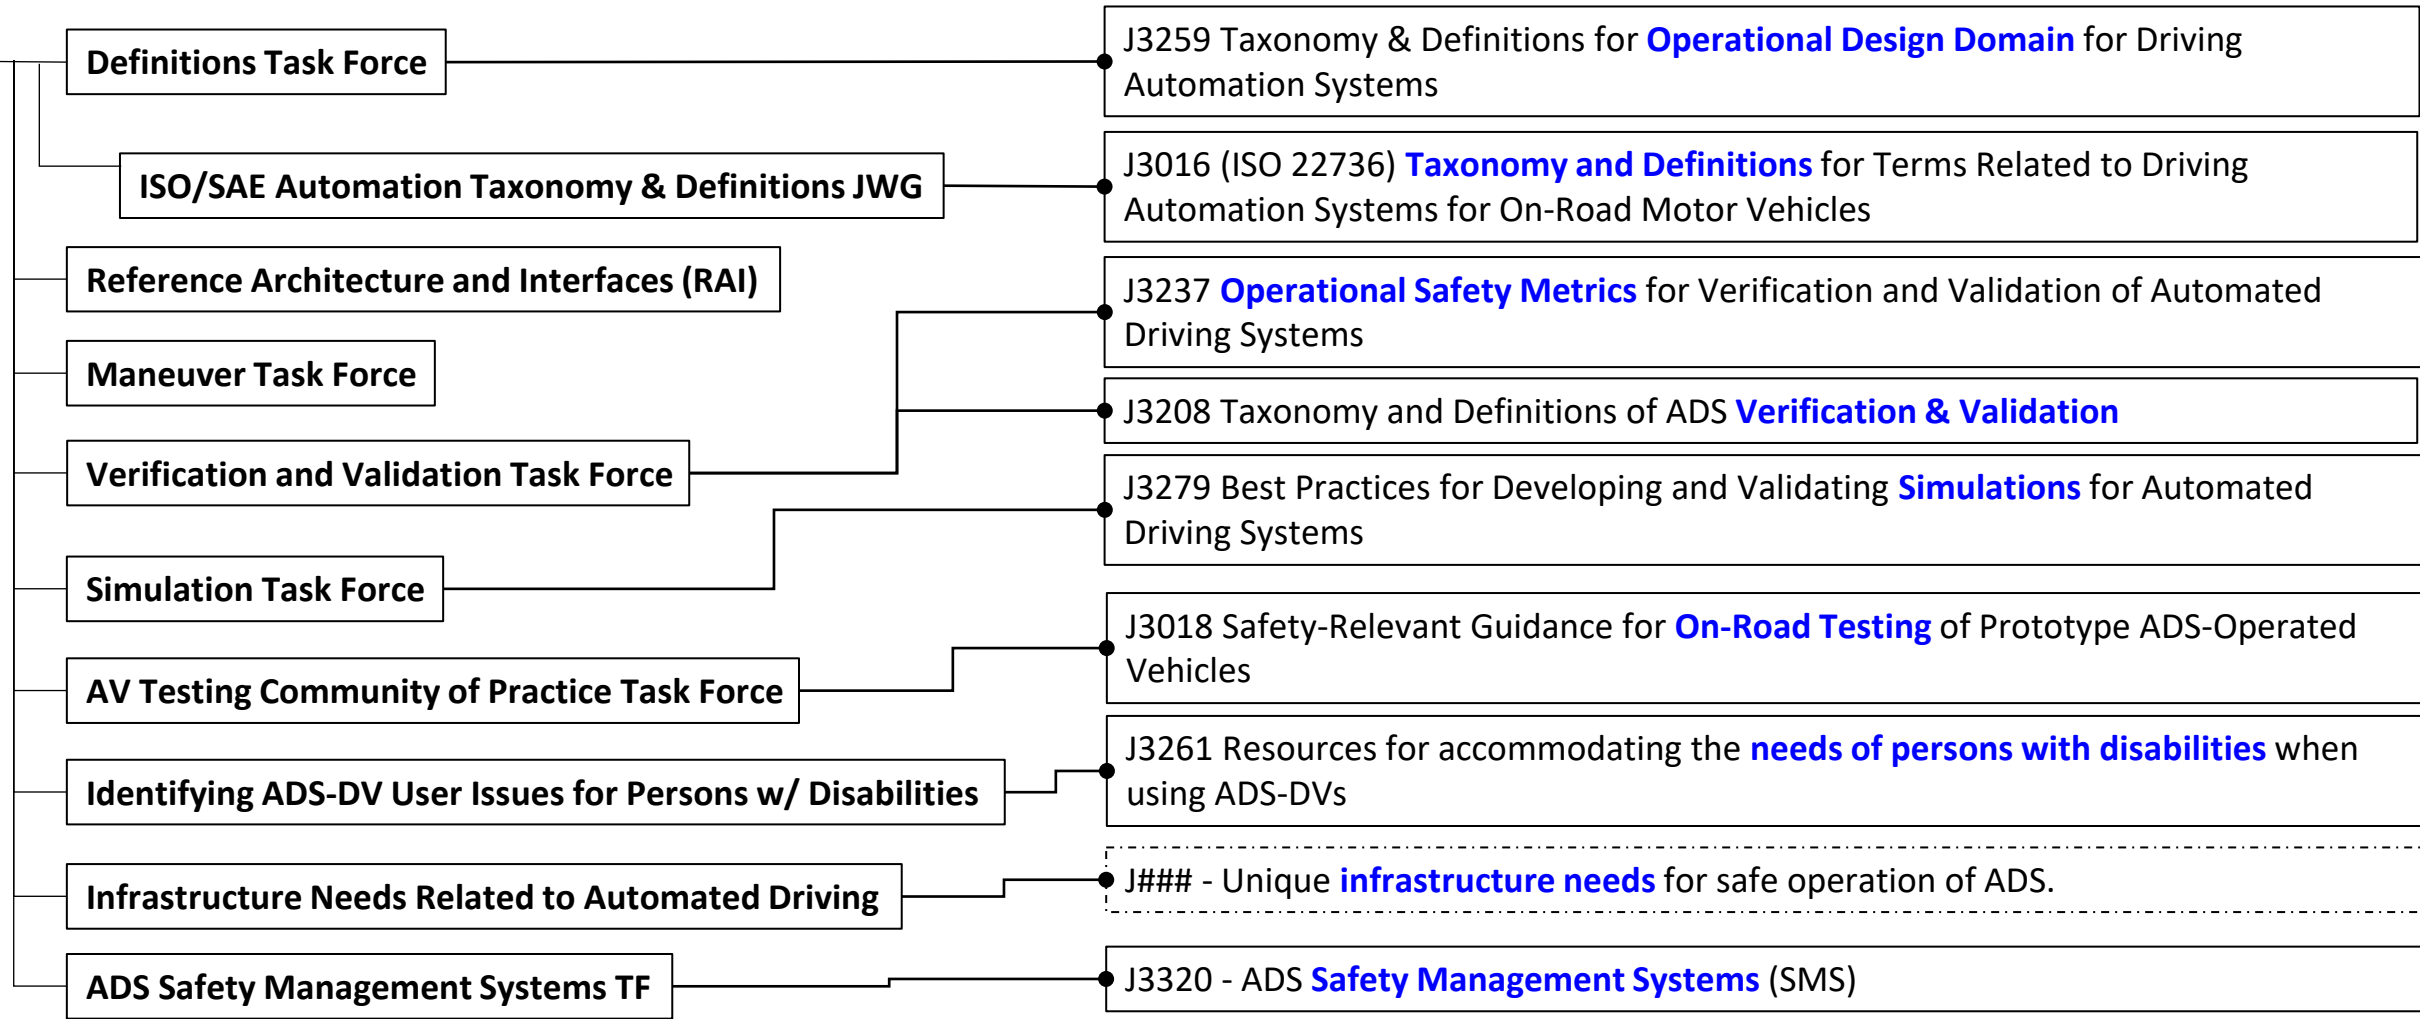 Definitions Task Force
J3259 Taxonomy & Definitions for Operational Design Domain for Driving
Automation Systems
ISO/SAE Automation Taxonomy & Definitions JWG
J3016 (ISO 22736) Taxonomy and Definitions for Terms Related to Driving
Automation Systems for On-Road Motor Vehicles
Reference Architecture and Interfaces (RAI)
J3237 Operational Safety Metrics for Verification and Validation of Automated
Driving Systems
Maneuver Task Force
J3208 Taxonomy and Definitions of ADS Verification & Validation
Verification and Validation Task Force
J3279 Best Practices for Developing and Validating Simulations for Automated
Driving Systems
Simulation Task Force
J3018 Safety-Relevant Guidance for On-Road Testing of Prototype ADS-Operated
Vehicles
AV Testing Community of Practice Task Force
J3261 Resources for accommodating the needs of persons with disabilities when
using ADS-DVs
Identifying ADS-DV User Issues for Persons w/ Disabilities
J### - Unique infrastructure needs for safe operation of ADS.
Infrastructure Needs Related to Automated Driving
J3320 - ADS Safety Management Systems (SMS)
ADS Safety Management Systems TF